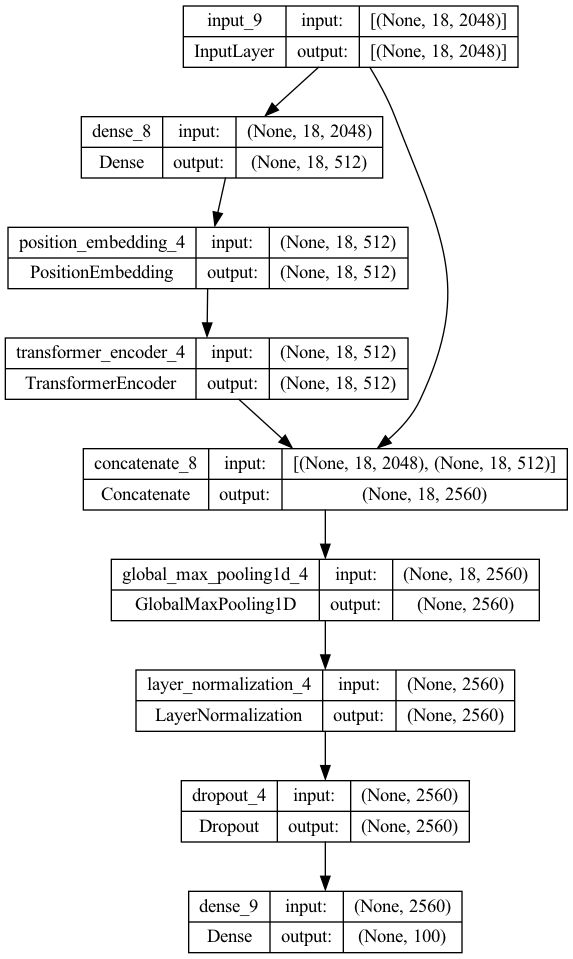 input_9 input: [(None, 18, 2048)]
InputLayer output: [(None, 18, 2048)]
dense_8 input: (None, 18, 2048)
Dense output: (None, 18, 512)
position_embedding_4 input: (None, 18, 512)
PositionEmbedding output: (None, 18, 512)
transformer_encoder_4 input: (None, 18, 512)
TransformerEncoder output: (None, 18, 512)
concatenate_8 input: [(None, 18, 2048), (None, 18, 512)]
Concatenate output: (None, 18, 2560)
global_max_pooling1d_4 input: (None, 18, 2560)
GlobalMaxPooling1D output: (None, 2560)
layer_normalization_4 input: (None, 2560)
LayerNormalization output: (None, 2560)
dropout_4 input: (None, 2560)
Dropout output: (None, 2560)
dense_9 input: (None, 2560)
Dense output: (None, 100)